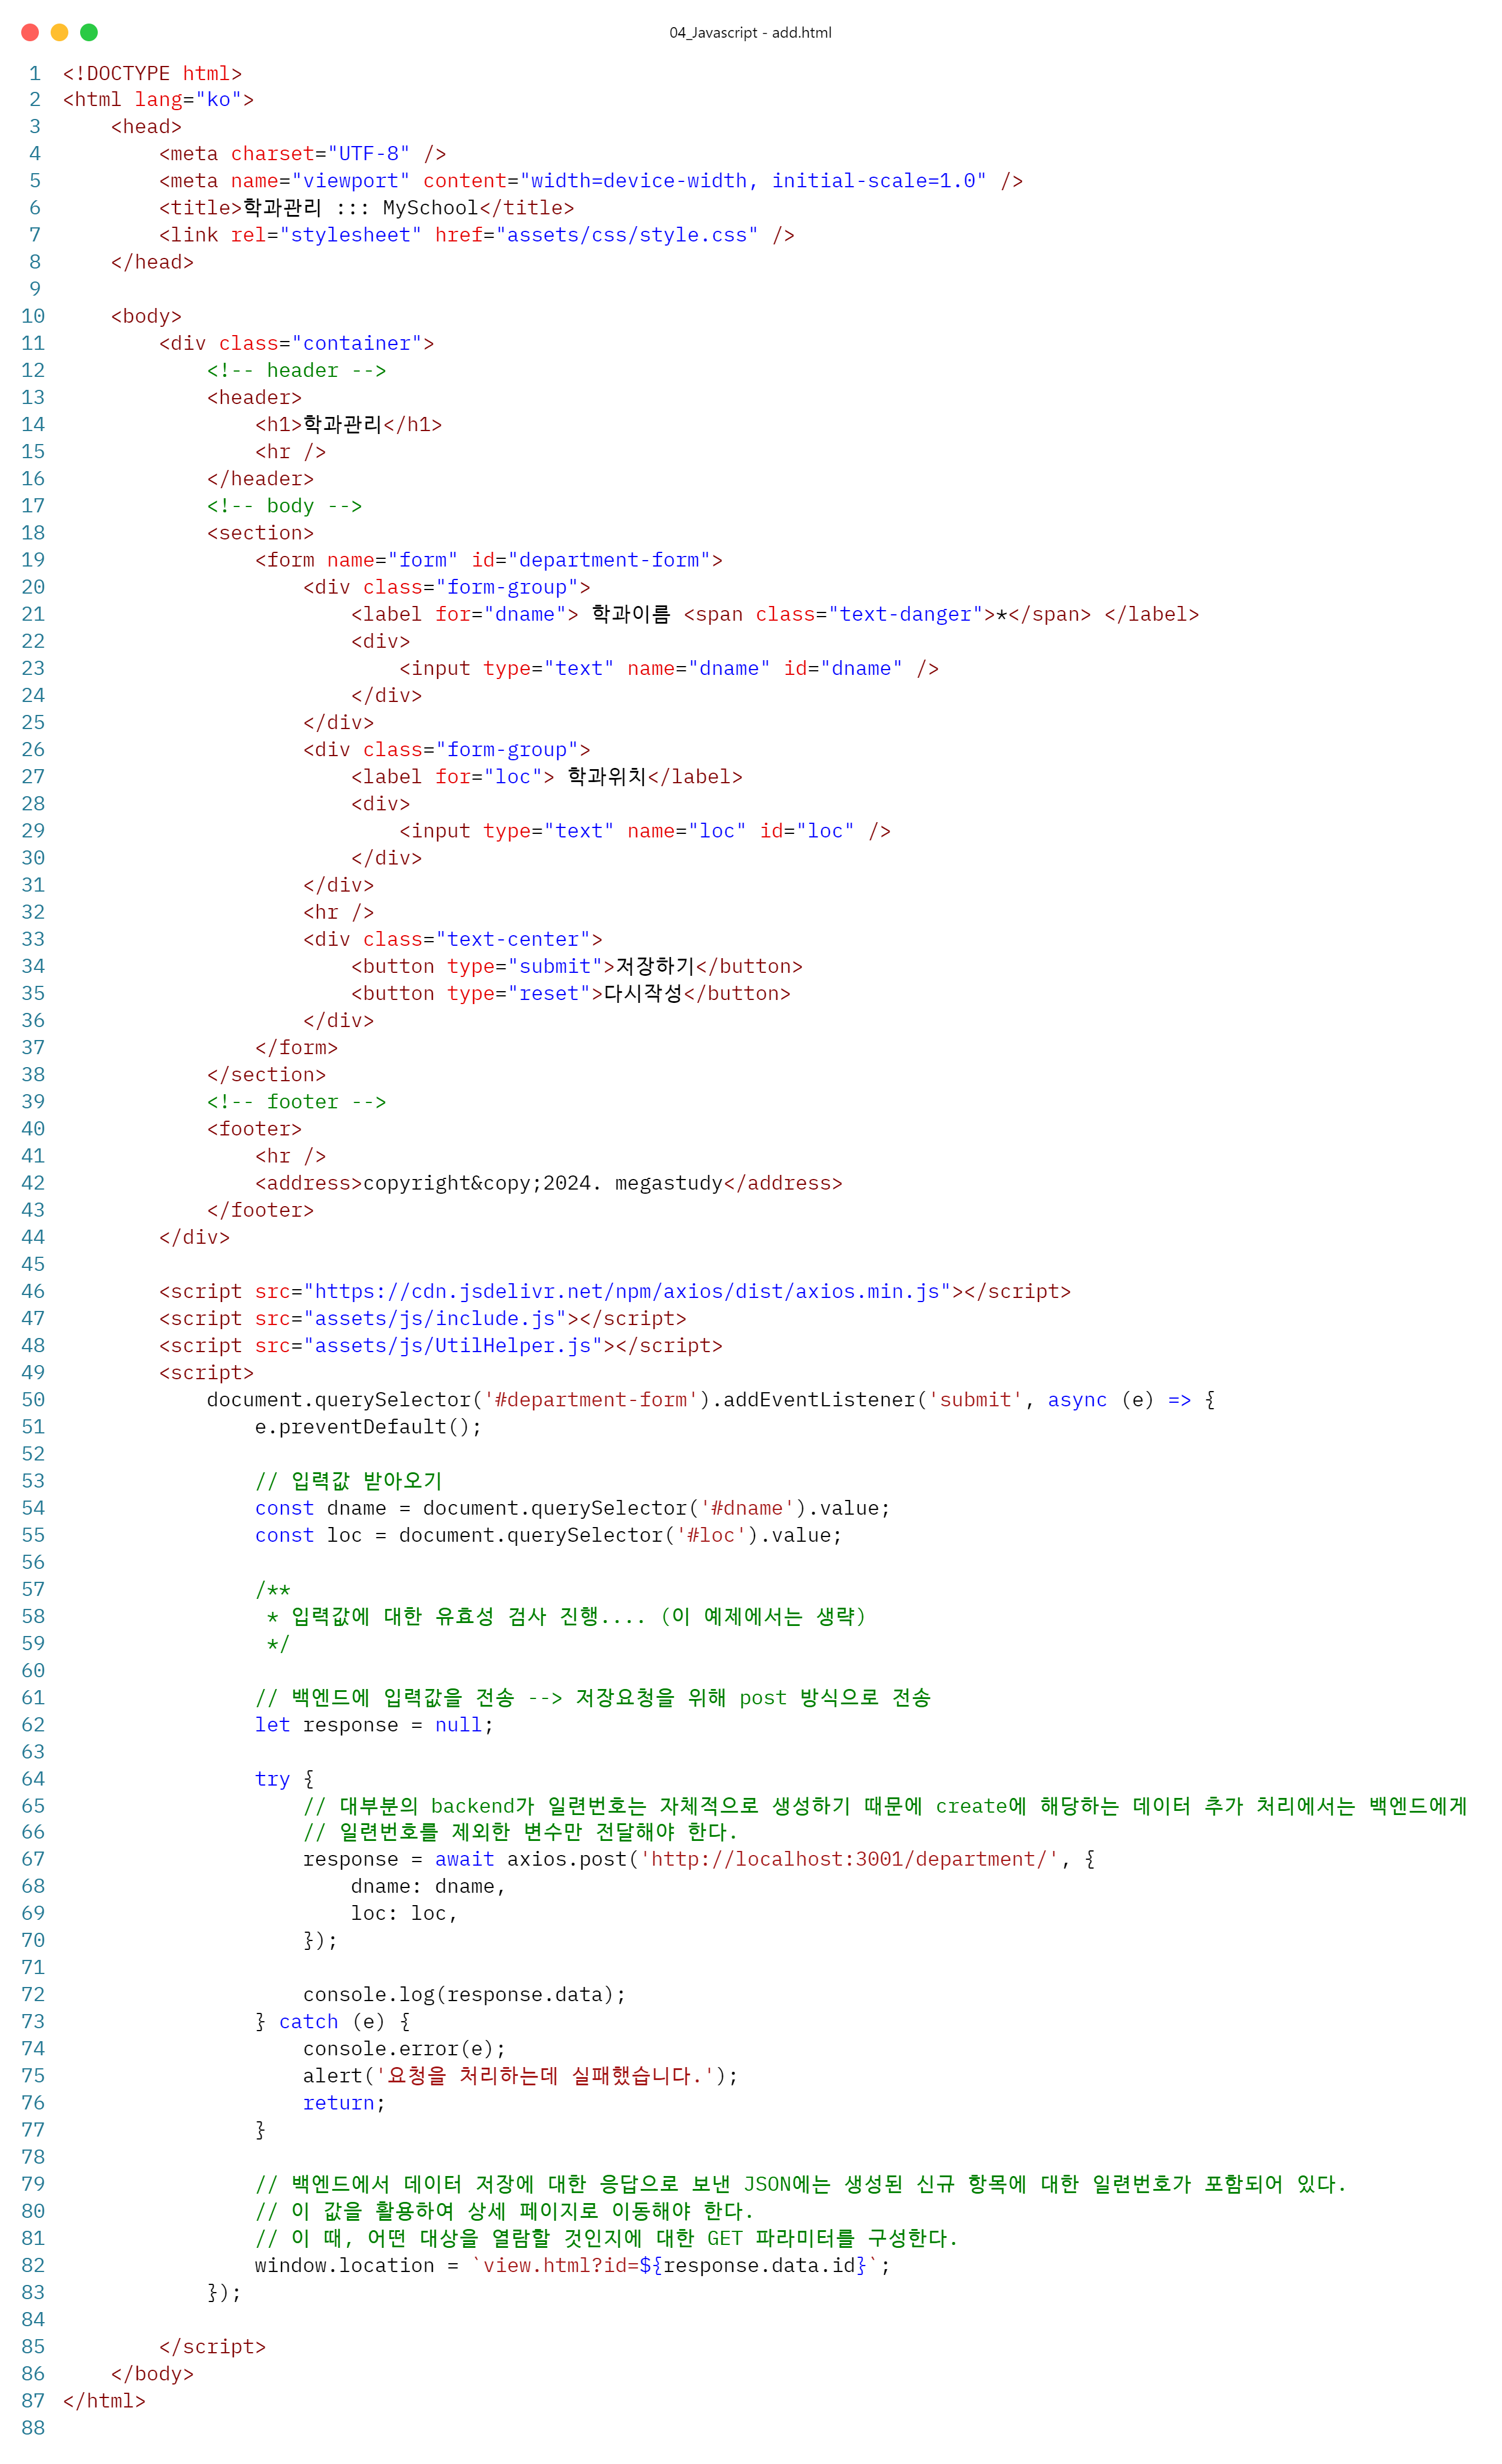 04_Javascript - add.html
1 <!DOCTYPE html>
2 <html lang="ko">
3     <head>
4         <meta charset="UTF-8" />
5         <meta name="viewport" content="width=device-width, initial-scale=1.0" />
6         <title>학과관리 ::: MySchool</title>
7         <link rel="stylesheet" href="assets/css/style.css" />
8     </head>
9
10     <body>
11         <div class="container">
12             <!-- header -->
13             <header>
14                 <h1>학과관리</h1>
15                 <hr />
16             </header>
17             <!-- body -->
18             <section>
19                 <form name="form" id="department-form">
20                     <div class="form-group">
21                         <label for="dname"> 학과이름 <span class="text-danger">*</span> </label>
22                         <div>
23                             <input type="text" name="dname" id="dname" />
24                         </div>
25                     </div>
26                     <div class="form-group">
27                         <label for="loc"> 학과위치</label>
28                         <div>
29                             <input type="text" name="loc" id="loc" />
30                         </div>
31                     </div>
32                     <hr />
33                     <div class="text-center">
34                         <button type="submit">저장하기</button>
35                         <button type="reset">다시작성</button>
36                     </div>
37                 </form>
38             </section>
39             <!-- footer -->
40             <footer>
41                 <hr />
42                 <address>copyright&copy;2024. megastudy</address>
43             </footer>
44         </div>
45
46         <script src="https://cdn.jsdelivr.net/npm/axios/dist/axios.min.js"></script>
47         <script src="assets/js/include.js"></script>
48         <script src="assets/js/UtilHelper.js"></script>
49         <script>
50             document.querySelector('#department-form').addEventListener('submit', async (e) => {
51                 e.preventDefault();
52
53                 // 입력값 받아오기
54                 const dname = document.querySelector('#dname').value;
55                 const loc = document.querySelector('#loc').value;
56
57                 /**
58                  * 입력값에 대한 유효성 검사 진행.... (이 예제에서는 생략)
59                  */
60
61                 // 백엔드에 입력값을 전송 --> 저장요청을 위해 post 방식으로 전송
62                 let response = null;
63
64                 try {
65                     // 대부분의 backend가 일련번호는 자체적으로 생성하기 때문에 create에 해당하는 데이터 추가 처리에서는 백엔드에게
66                     // 일련번호를 제외한 변수만 전달해야 한다.
67                     response = await axios.post('http://localhost:3001/department/', {
68                         dname: dname,
69                         loc: loc,
70                     });
71
72                     console.log(response.data);
73                 } catch (e) {
74                     console.error(e);
75                     alert('요청을 처리하는데 실패했습니다.');
76                     return;
77                 }
78
79                 // 백엔드에서 데이터 저장에 대한 응답으로 보낸 JSON에는 생성된 신규 항목에 대한 일련번호가 포함되어 있다.
80                 // 이 값을 활용하여 상세 페이지로 이동해야 한다.
81                 // 이 때, 어떤 대상을 열람할 것인지에 대한 GET 파라미터를 구성한다.
82                 window.location = `view.html?id=${response.data.id}`;
83             });
84
85         </script>
86     </body>
87 </html>
88